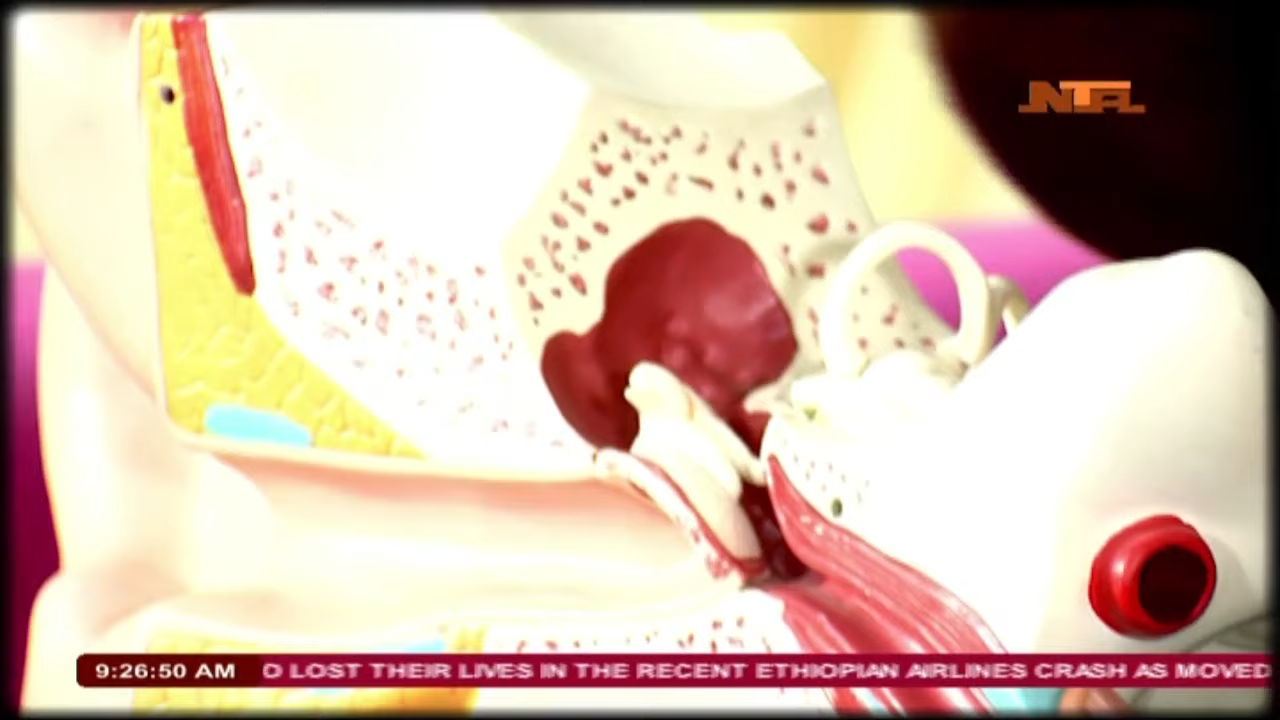 NTA
9:26:50 AM O LOST THEIR LIVES IN THE RECENT ETHIOPIAN AIRLINES CRASH AS MOVED